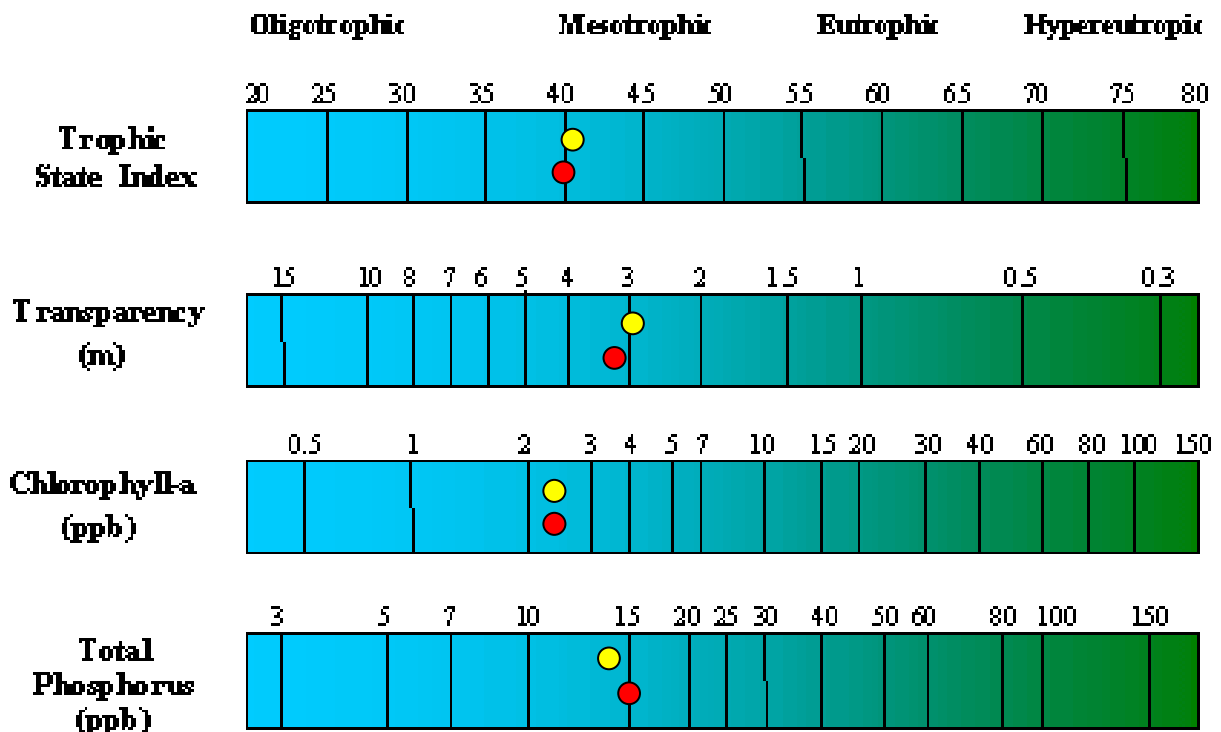 Oligotrophic Mesotrophic Eutrophic Hypereutropic
20 25 30 35 40 45 50 55 60 65 70 75 80
Trophic
State Index
15 10 8 7 6 5 4 3 2 1.5 1 0.5 0.3
Transparency
(m)
0.5 1 2 3 4 5 7 10 15 20 30 40 60 80 100 150
Chlorophyll-a
(ppb)
3 5 7 10 15 20 25 30 40 50 60 80 100 150
Total
Phosphorus
(ppb)